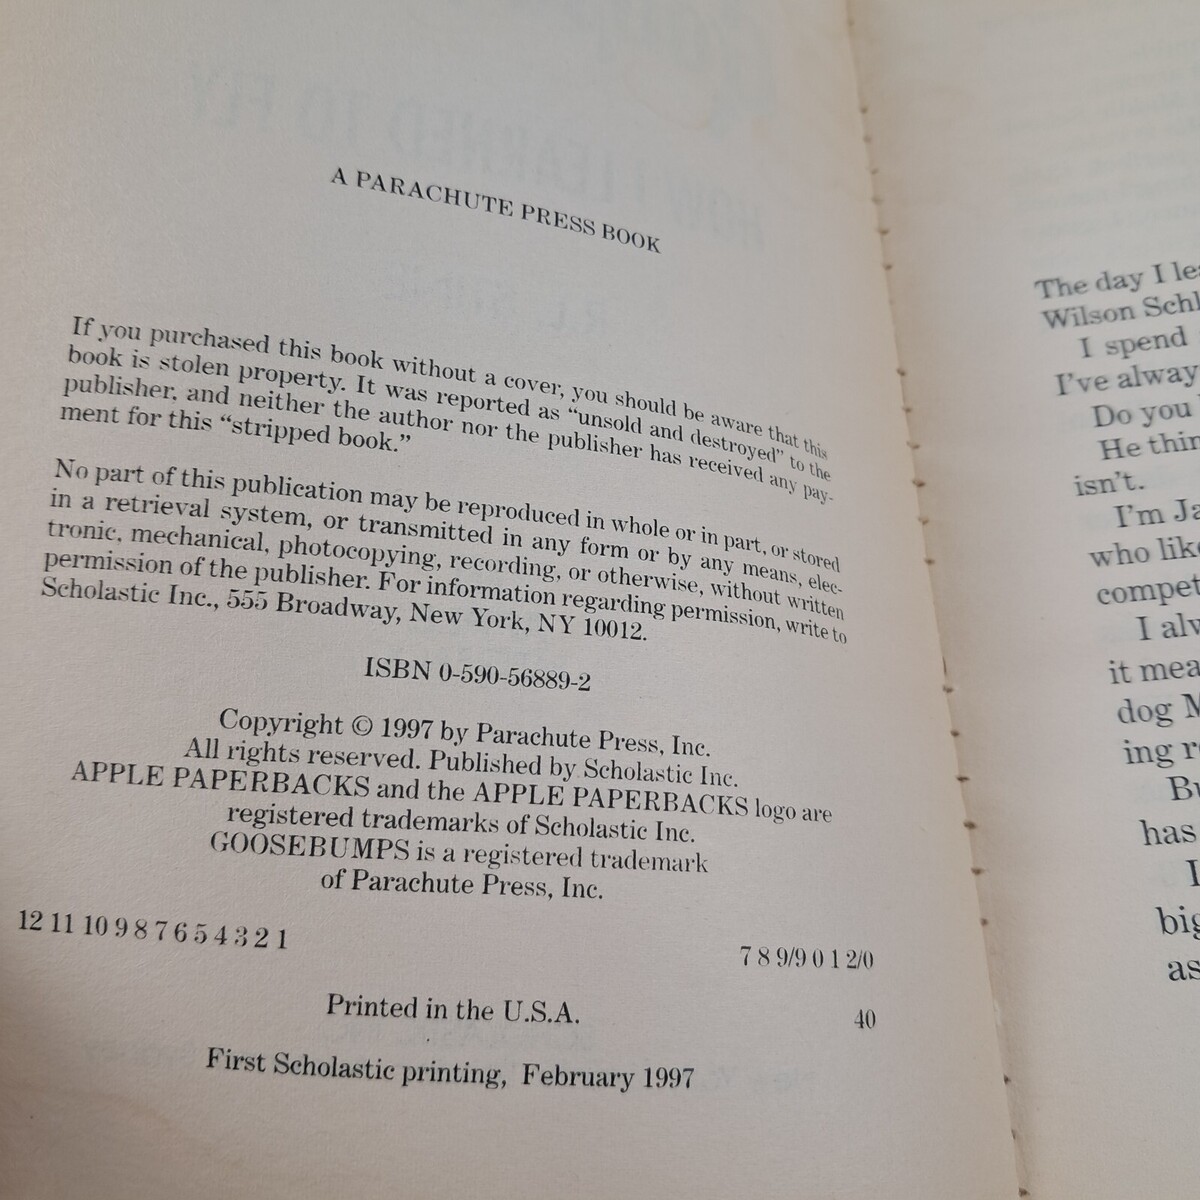 A PARACHUTE PRESS BOOK
If you purchased this book without a cover, you should be aware that this
book is stolen property. It was reported as “unsold and destroyed” to the
publisher, and neither the author nor the publisher has received any pay-
ment for this “stripped book.”
No part of this publication may be reproduced in whole or in part, or stored
in a retrieval system, or transmitted in any form or by any means, elec-
tronic, mechanical, photocopying, recording, or otherwise, without written
permission of the publisher. For information regarding permission, write to
Scholastic Inc., 555 Broadway, New York, NY 10012.
ISBN 0-590-56889-2
Copyright © 1997 by Parachute Press, Inc.
All rights reserved. Published by Scholastic Inc.
APPLE PAPERBACKS and the APPLE PAPERBACKS logo are
registered trademarks of Scholastic Inc.
GOOSEBUMPS is a registered trademark
of Parachute Press, Inc.
12 11 10 9 8 7 6 5 4 3 2 1
7 8 9/9 0 1 2/0
Printed in the U.S.A.
40
First Scholastic printing, February 1997
The day I lea
Wilson Schl
I spend
I've alway
Do you
He thin
isn't.
I'm Ja
who like
compet
I alw
it mea
dog M
ing r
Bu
has
I
big
as